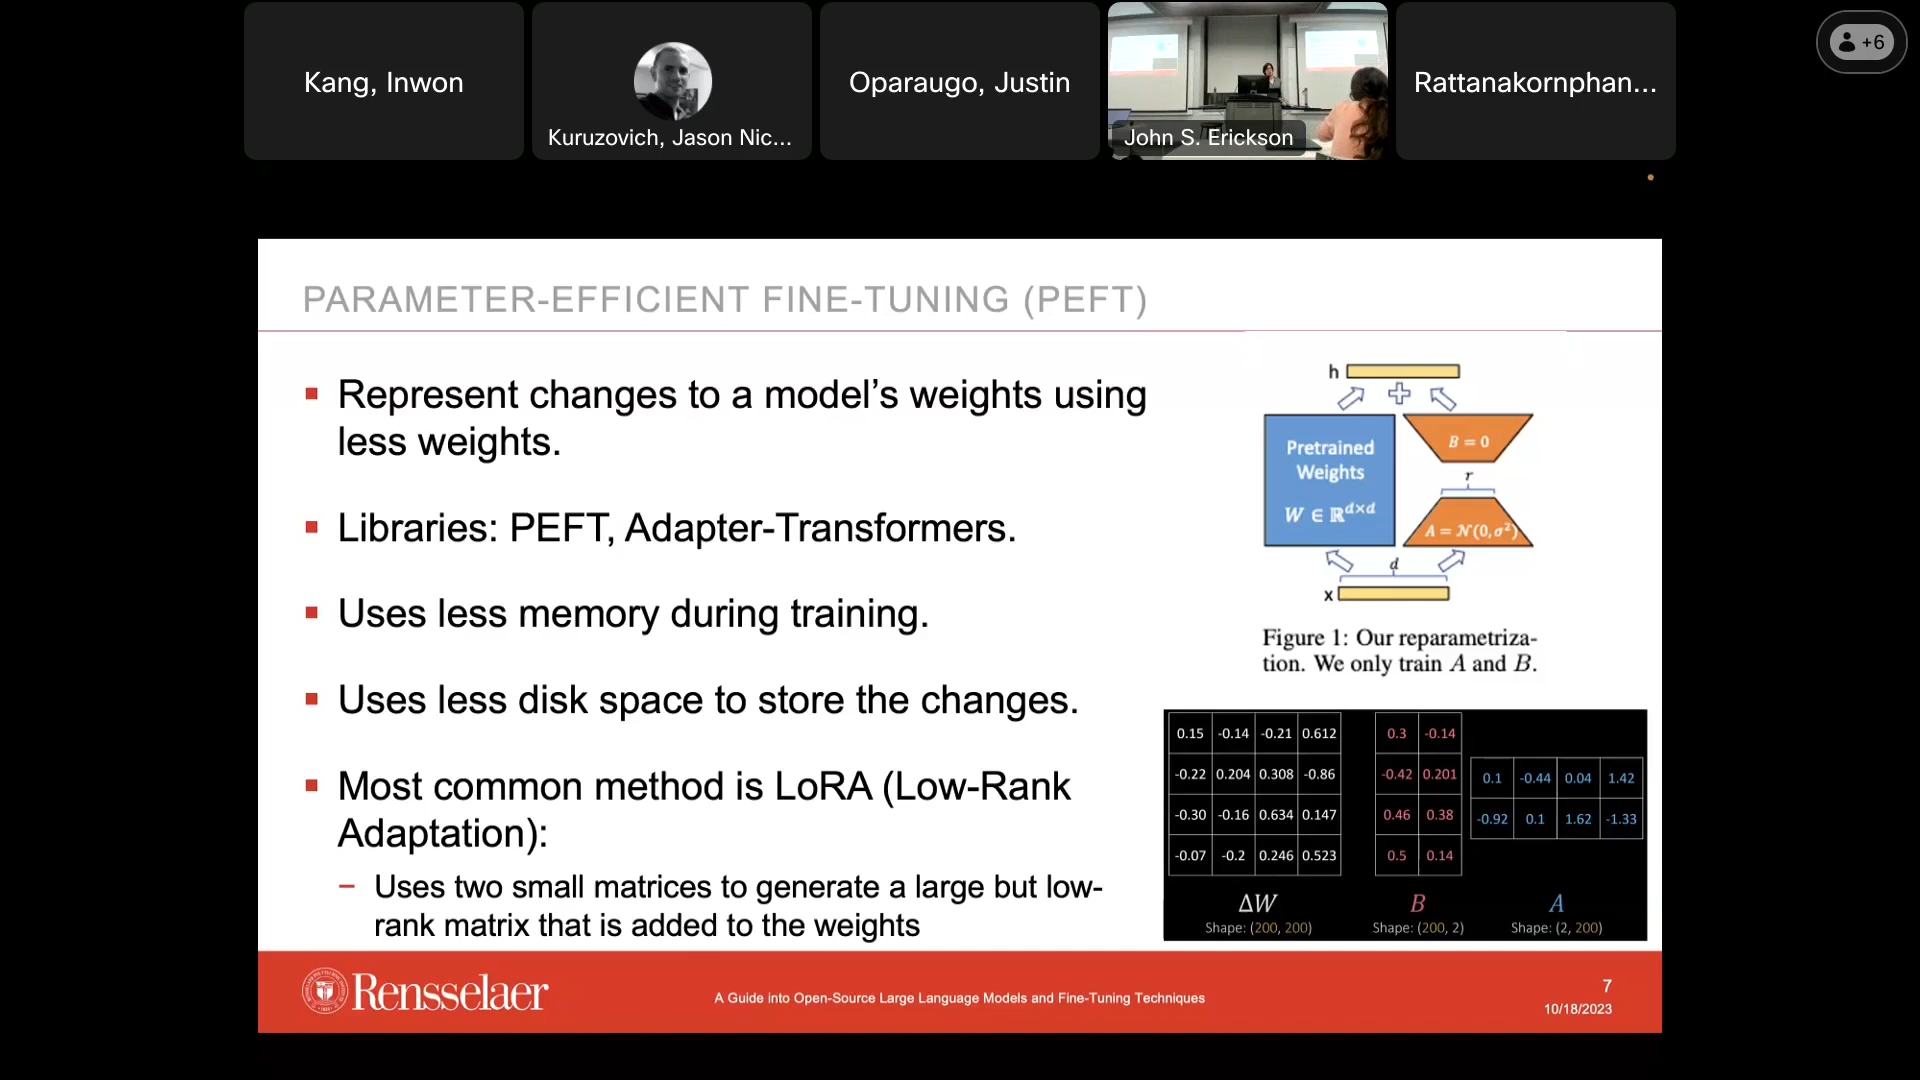 Kang, Inwon
Kuruzovich, Jason Nic...
Oparaugo, Justin
John S. Erickson
Rattanakornphan...
+6
PARAMETER-EFFICIENT FINE-TUNING (PEFT)
▪ Represent changes to a model’s weights using
less weights.
▪ Libraries: PEFT, Adapter-Transformers.
▪ Uses less memory during training.
▪ Uses less disk space to store the changes.
▪ Most common method is LoRA (Low-Rank
Adaptation):
– Uses two small matrices to generate a large but low-
rank matrix that is added to the weights
h
Pretrained
Weights
W ∈ ℝ^{d×d}
B = 0
r
A = 𝒩(0, σ²)
d
x
Figure 1: Our reparametriza-
tion. We only train A and B.
0.15 -0.14 -0.21 0.612
-0.22 0.204 0.308 -0.86
-0.30 -0.16 0.634 0.147
-0.07 -0.2 0.246 0.523
ΔW
Shape: (200, 200)
0.3 -0.14
-0.42 0.201
0.46 0.38
0.5 0.14
B
Shape: (200, 2)
0.1 -0.44 0.04 1.42
-0.92 0.1 1.62 -1.33
A
Shape: (2, 200)
Rensselaer
A Guide into Open-Source Large Language Models and Fine-Tuning Techniques
7
10/18/2023